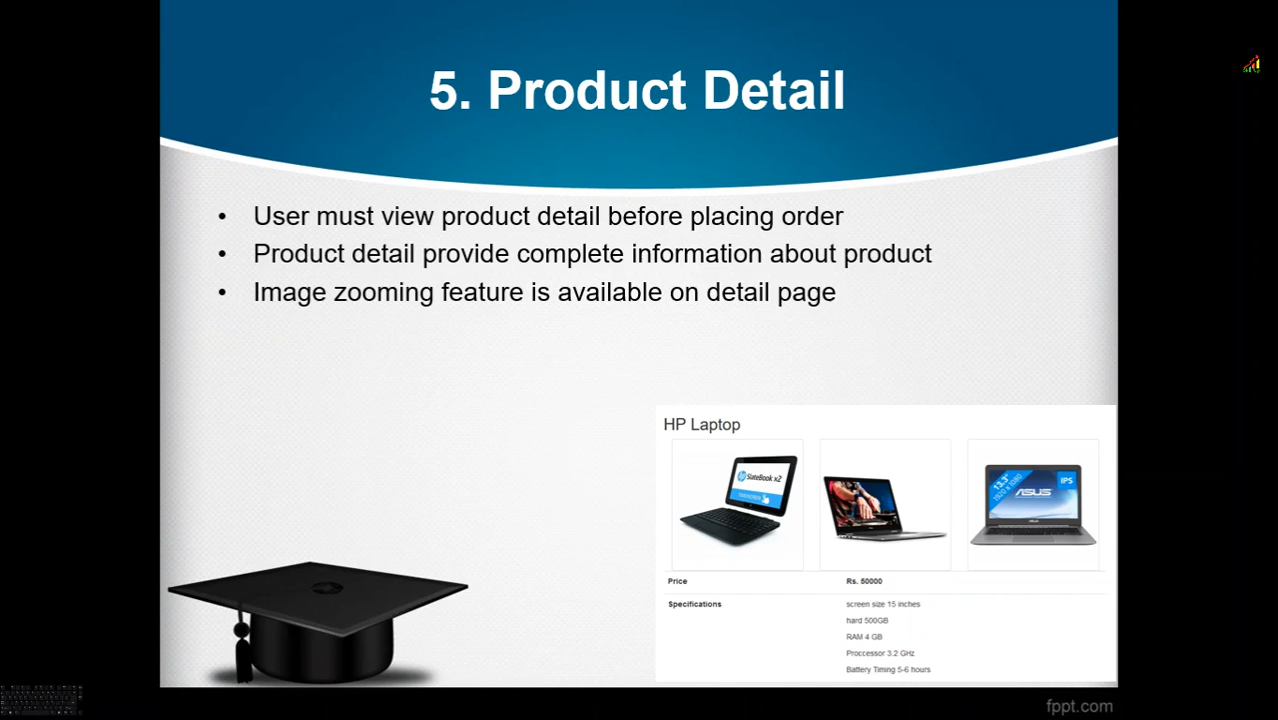 5. Product Detail
• User must view product detail before placing order
• Product detail provide complete information about product
• Image zooming feature is available on detail page
HP Laptop
SlateBook x2
13.3"
1920 x 1080
IPS
ASUS
Price Rs. 50000
Specifications screen size 15 inches
hard 500GB
RAM 4 GB
Proccessor 3.2 GHz
Battery Timing 5-6 hours
fppt.com